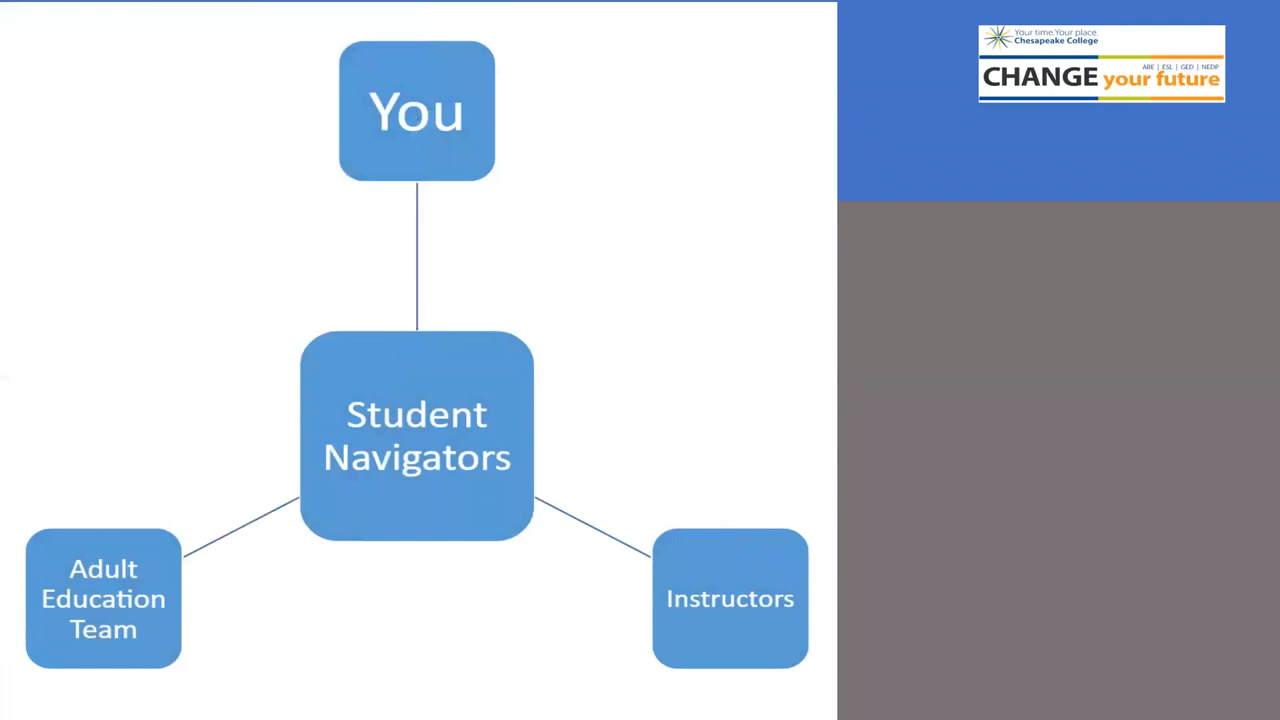 You
Student
Navigators
Adult
Education
Team
Instructors
Your time.Your place.
Chesapeake College
ABE | ESL | GED | NEDP
CHANGE your future